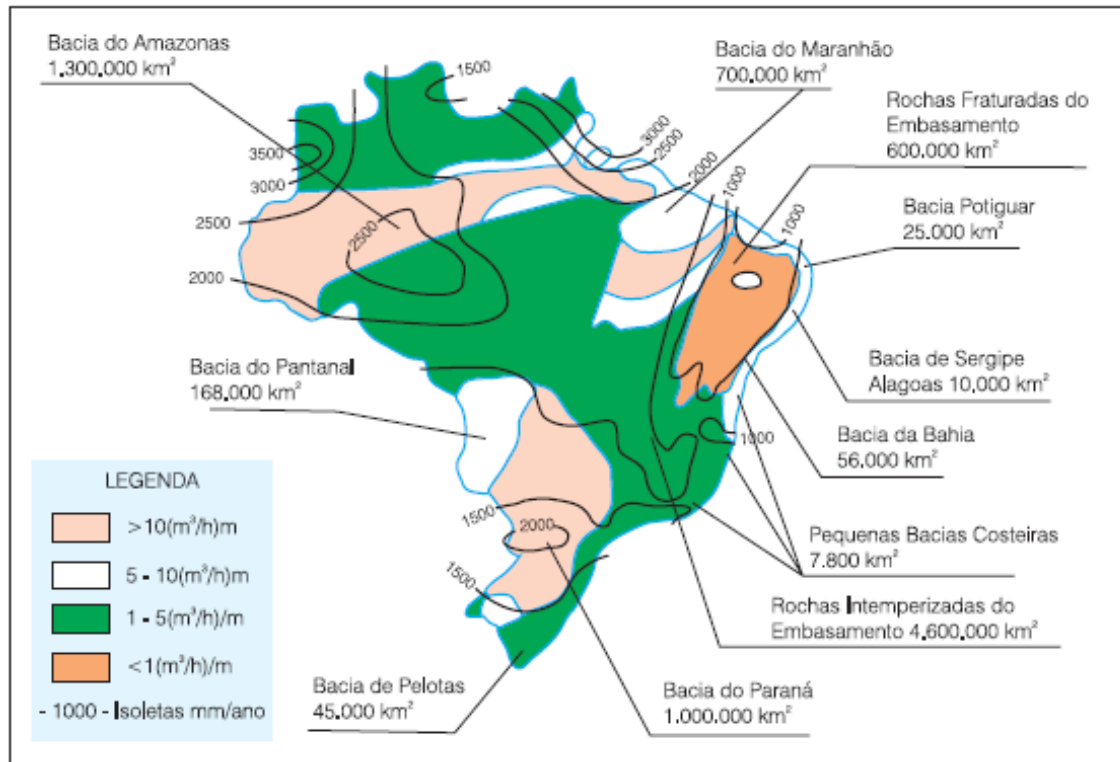 Bacia do Amazonas
1.300.000 km²
Bacia do Maranhão
700.000 km²
Rochas Fraturadas do
Embasamento
600.000 km²
Bacia Potiguar
25.000 km²
Bacia de Sergipe
Alagoas 10.000 km²
Bacia da Bahia
56.000 km²
Pequenas Bacias Costeiras
7.800 km²
Rochas Intemperizadas do
Embasamento 4.600.000 km²
Bacia do Paraná
1.000.000 km²
Bacia de Pelotas
45.000 km²
Bacia do Pantanal
168.000 km²
1500
3500
3000
2500
2000
2500
3000
2500
2000
1000
1000
1000
1500
2000
1500
LEGENDA
>10(m³/h)m
5 - 10(m³/h)m
1 - 5(m³/h)/m
<1(m³/h)/m
- 1000 - Isoletas mm/ano